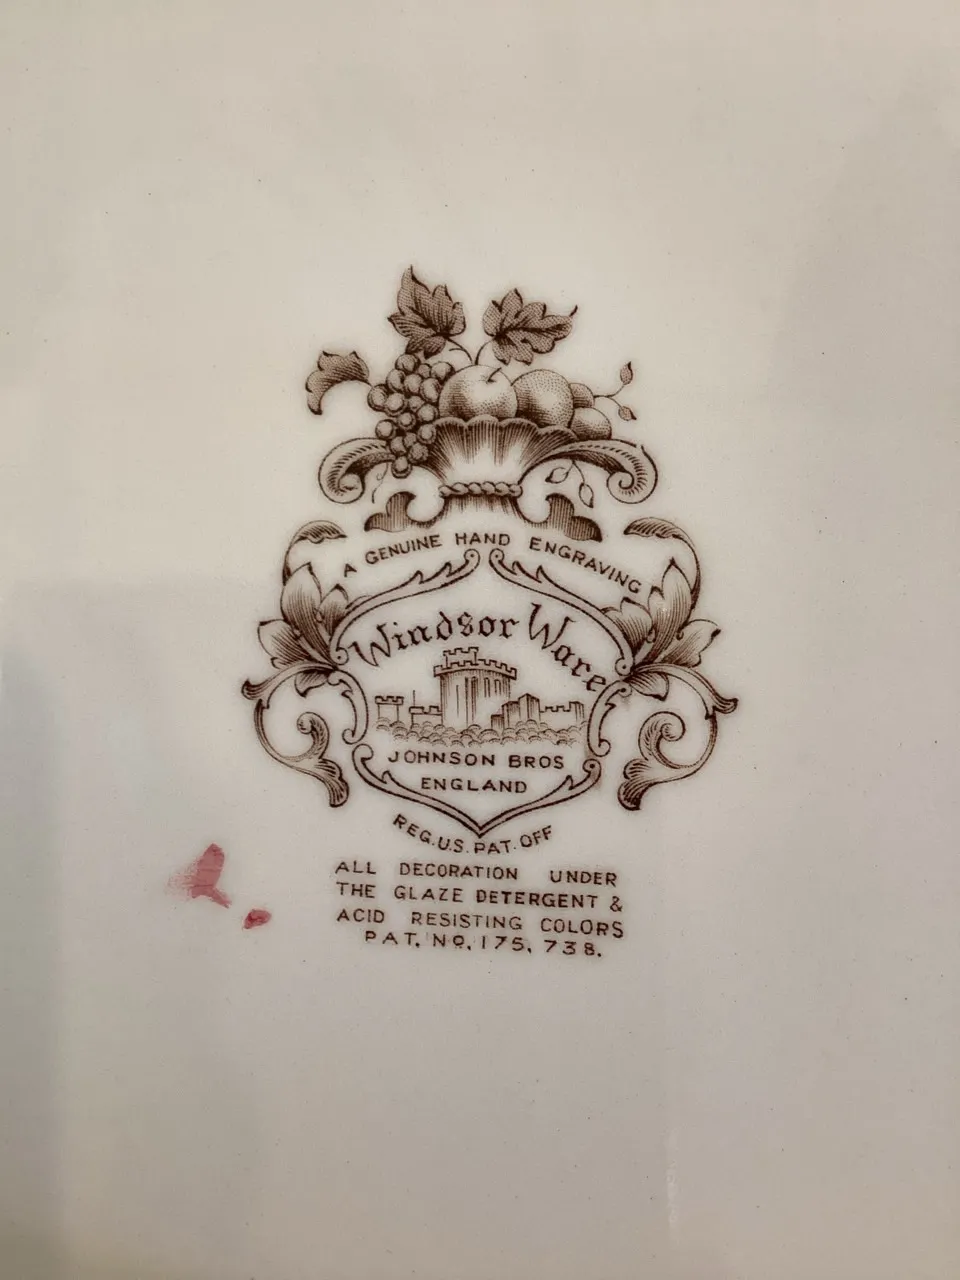 A GENUINE HAND ENGRAVING
Windsor Ware
JOHNSON BROS
ENGLAND
REG. U.S. PAT. OFF
ALL DECORATION UNDER
THE GLAZE DETERGENT &
ACID RESISTING COLORS
PAT. NO. 175, 738.